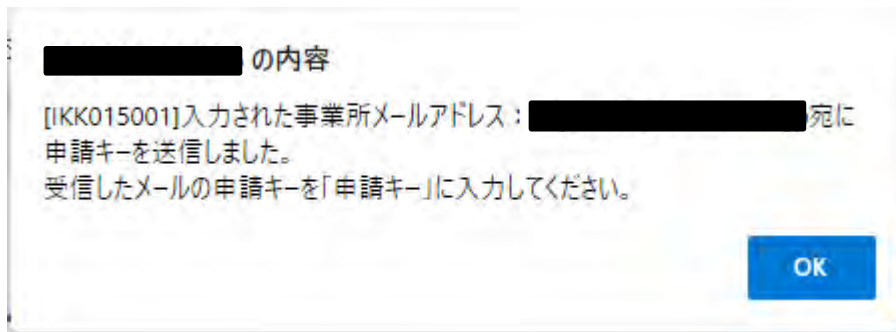 の内容
[IKK015001]入力された事業所メールアドレス：宛に
申請キーを送信しました。
受信したメールの申請キーを「申請キー」に入力してください。
OK